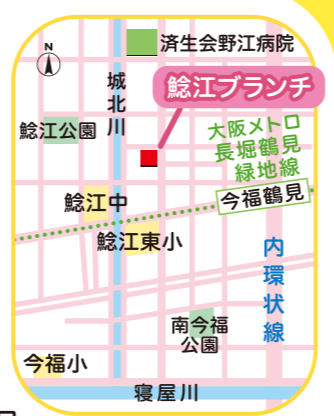 N
済生会野江病院
城北川
鯰江ブランチ
鯰江公園
大阪メトロ
長堀鶴見
緑地線
今福鶴見
鯰江中
鯰江東小
内環状線
南今福
公園
今福小
寝屋川